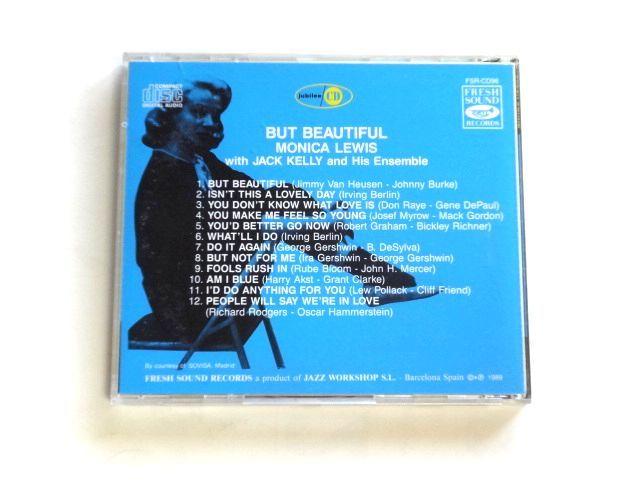 COMPACT
disc
DIGITAL AUDIO
jubilee CD
FSR-CD96
FRESH
SOUND
RECORDS
BUT BEAUTIFUL
MONICA LEWIS
with JACK KELLY and His Ensemble
1. BUT BEAUTIFUL (Jimmy Van Heusen - Johnny Burke)
2. ISN'T THIS A LOVELY DAY (Irving Berlin)
3. YOU DON'T KNOW WHAT LOVE IS (Don Raye - Gene DePaul)
4. YOU MAKE ME FEEL SO YOUNG (Josef Myrow - Mack Gordon)
5. YOU'D BETTER GO NOW (Robert Graham - Bickley Richner)
6. WHAT'LL I DO (Irving Berlin)
7. DO IT AGAIN (George Gershwin - B. DeSylva)
8. BUT NOT FOR ME (Ira Gershwin - George Gershwin)
9. FOOLS RUSH IN (Rube Bloom - John H. Mercer)
10. AM I BLUE (Harry Akst - Grant Clarke)
11. I'D DO ANYTHING FOR YOU (Lew Pollack - Cliff Friend)
12. PEOPLE WILL SAY WE'RE IN LOVE
(Richard Rodgers - Oscar Hammerstein)
By courtesy of SOVISA, Madrid
FRESH SOUND RECORDS a product of JAZZ WORKSHOP S.L. - Barcelona Spain ©+℗ 1989